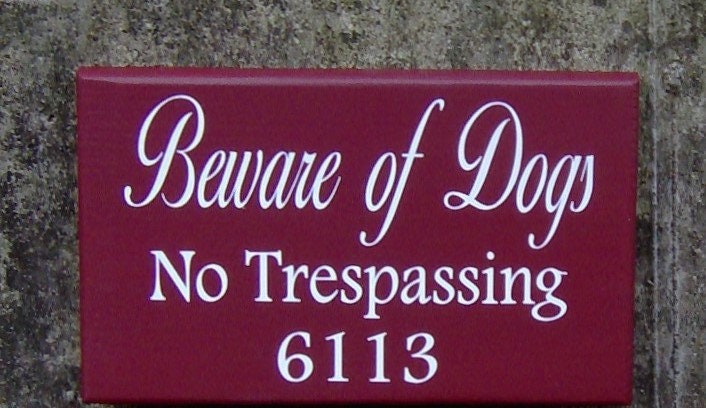 Beware of Dogs
No Trespassing
6113